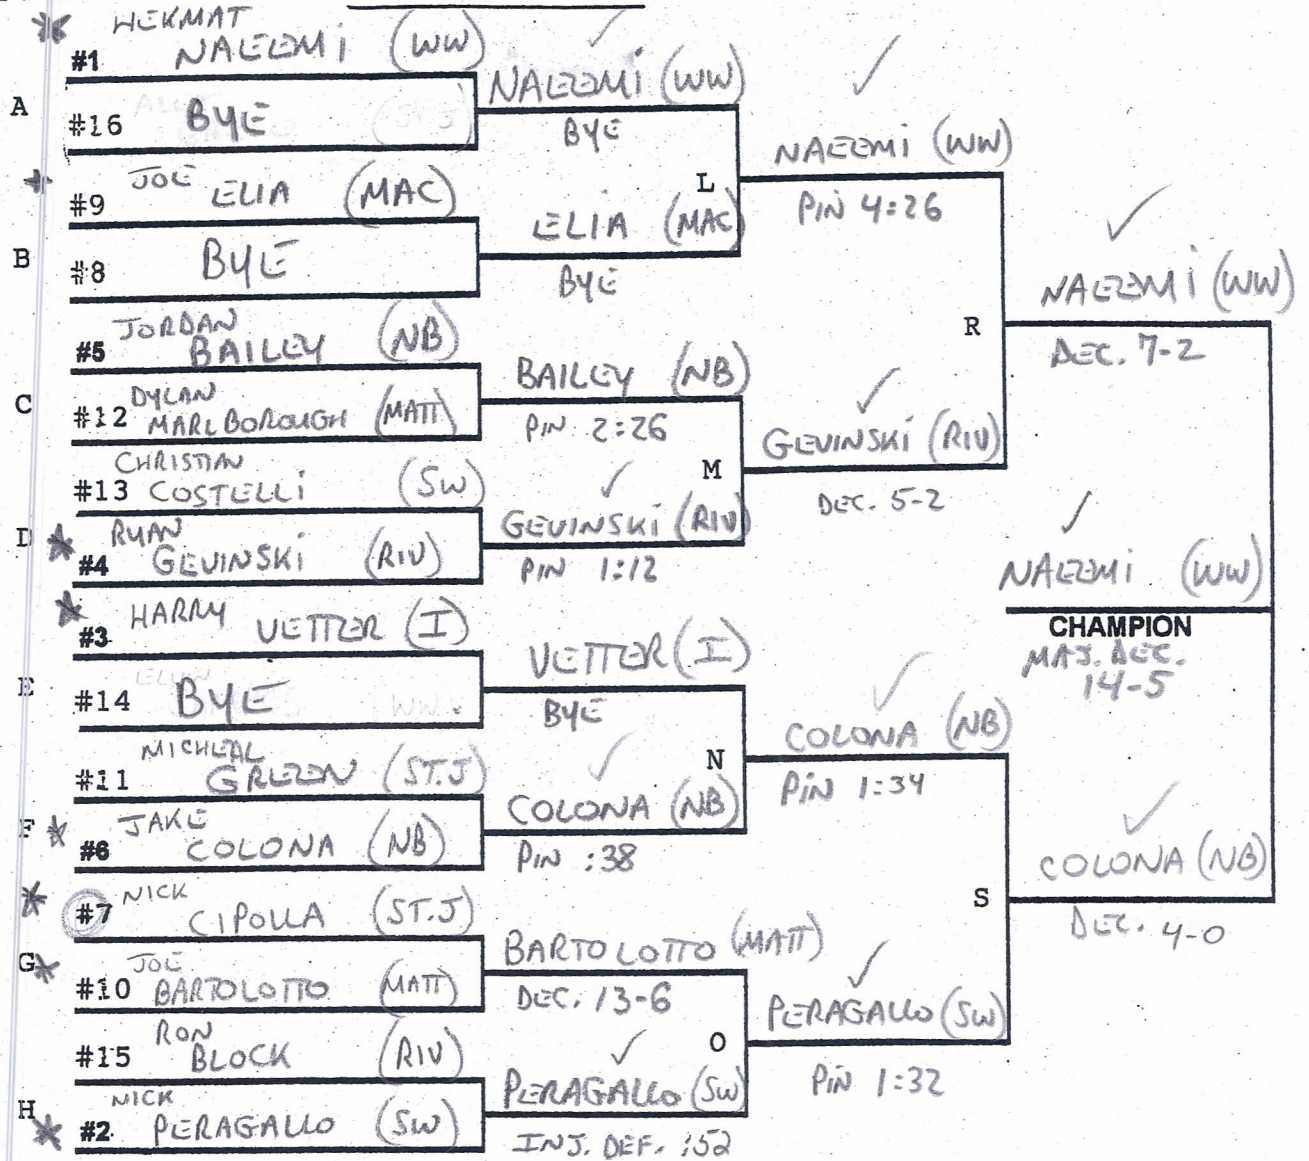 HEKMAT
#1 NAEEMI (WW)
A
#16 BYE
NAEEMI (WW)
BYE
JOE
#9 ELIA (MAC)
B
#8 BYE
ELIA (MAC)
BYE
L
NAEEMI (WW)
PIN 4:26
JORDAN
#5 BAILEY (NB)
C
DYLAN
#12 MARLBOROUGH (MATT)
BAILEY (NB)
PIN 2:26
CHRISTIAN
#13 COSTELLI (SW)
D
RYAN
#4 GEVINSKI (RIV)
GEVINSKI (RIV)
PIN 1:12
M
GEVINSKI (RIV)
DEC. 5-2
R
NAEEMI (WW)
DEC. 7-2
HARRY
#3 VETTER (I)
E
#14 BYE
VETTER (I)
BYE
MICHEAL
#11 GREEN (ST.J)
F
JAKE
#6 COLONA (NB)
COLONA (NB)
PIN :38
N
COLONA (NB)
PIN 1:34
NICK
#7 CIPOLLA (ST.J)
G
JOE
#10 BARTOLOTTO (MATT)
BARTOLOTTO (MATT)
DEC. 13-6
RON
#15 BLOCK (RIV)
H
NICK
#2 PERAGALLO (SW)
PERAGALLO (SW)
INJ. DEF. :52
O
PERAGALLO (SW)
PIN 1:32
S
COLONA (NB)
DEC. 4-0
NAEEMI (WW)
CHAMPION
MAJ. DEC.
14-5